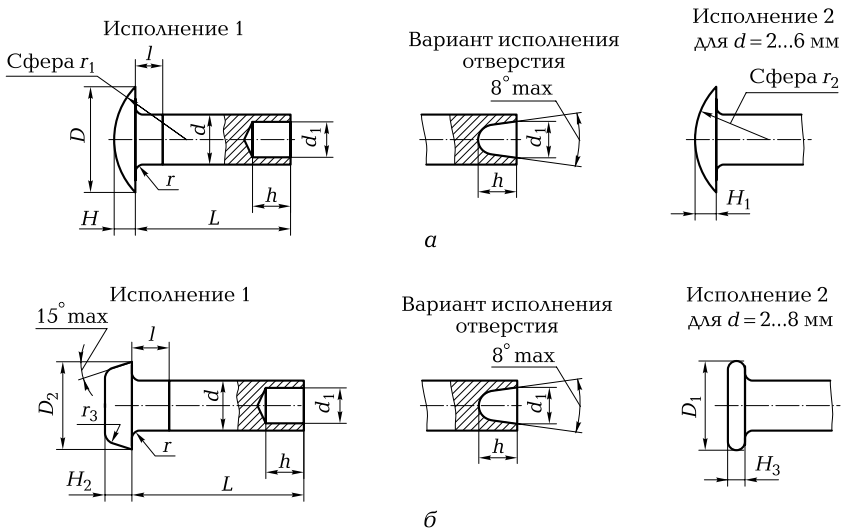 Исполнение 1
Сфера r1
l
D
d
d1
r
h
H
L
Вариант исполнения
отверстия
8° max
d1
h
Исполнение 2
для d = 2...6 мм
Сфера r2
H1
а
Исполнение 1
15° max
l
D2
r3
d
d1
r
h
H2
L
Вариант исполнения
отверстия
8° max
d1
h
Исполнение 2
для d = 2...8 мм
D1
H3
б